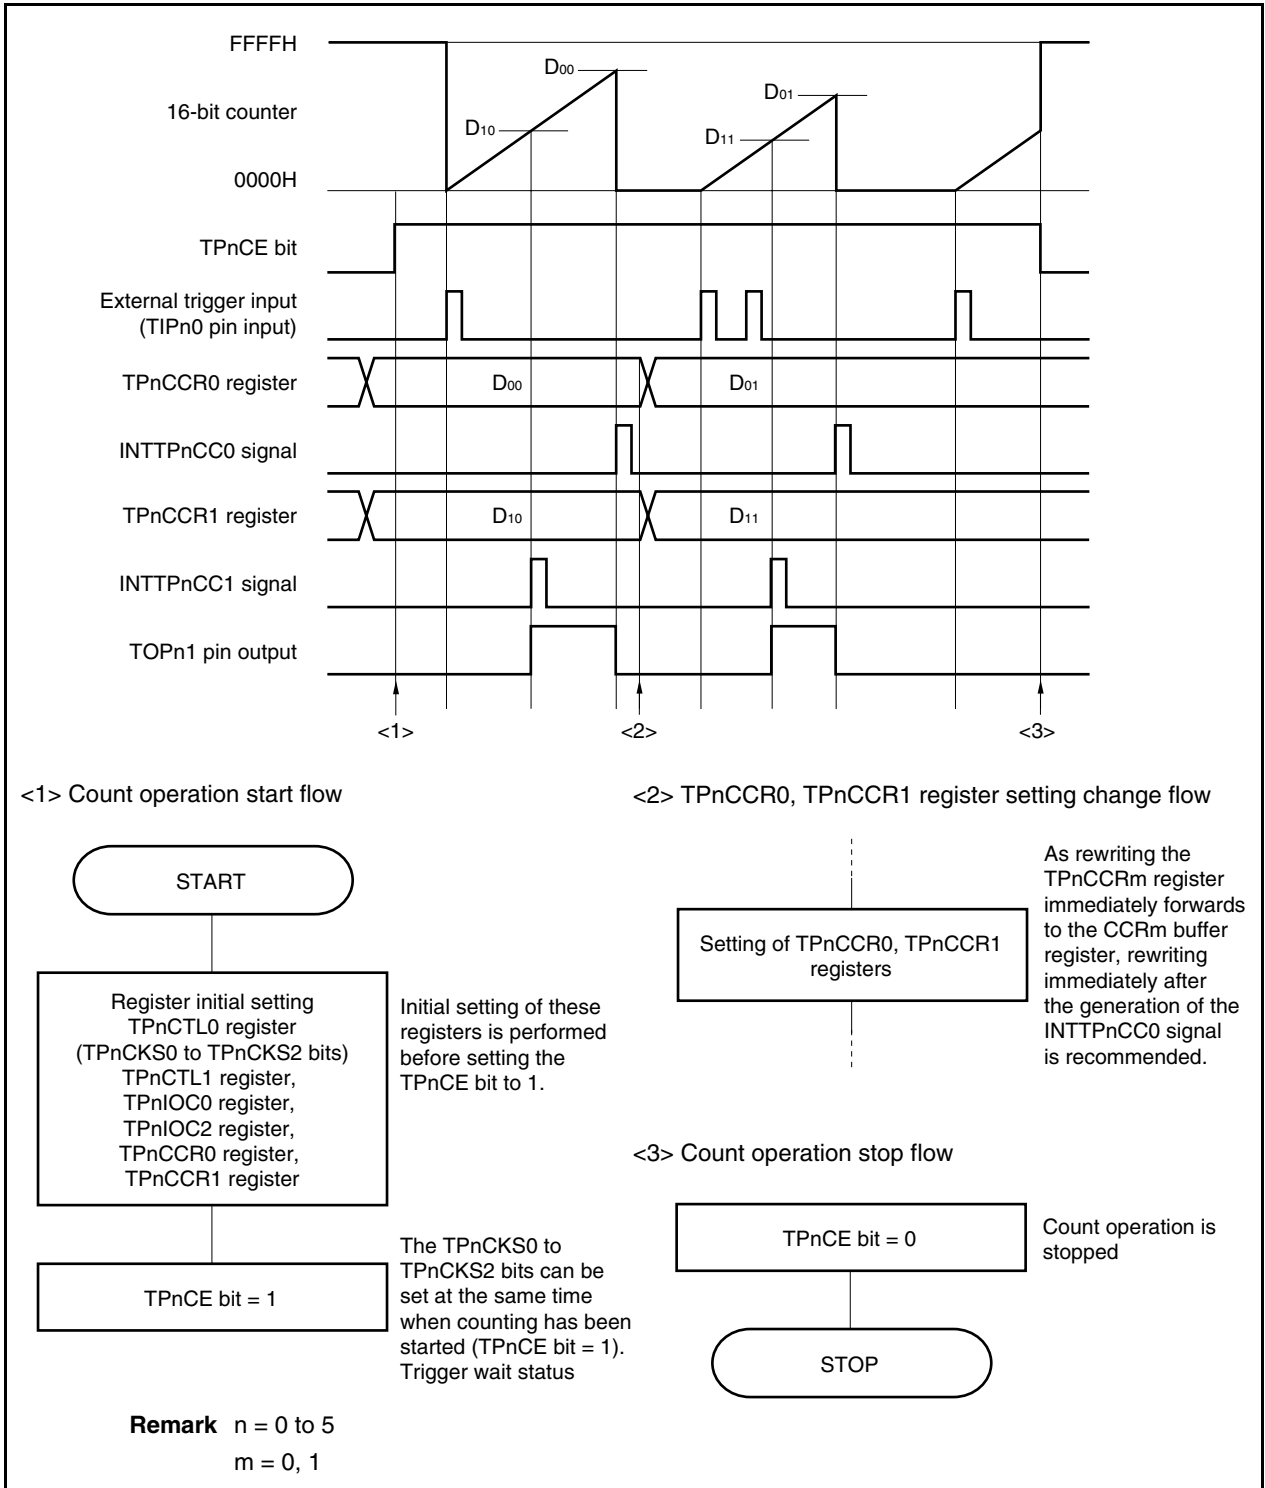 FFFFH
D00
D01
16-bit counter
D10
D11
0000H
TPnCE bit
External trigger input
(TIPn0 pin input)
TPnCCR0 register
D00
D01
INTTPnCC0 signal
TPnCCR1 register
D10
D11
INTTPnCC1 signal
TOPn1 pin output
<1>
<2>
<3>
<1> Count operation start flow
START
Register initial setting
TPnCTL0 register
(TPnCKS0 to TPnCKS2 bits)
TPnCTL1 register,
TPnIOC0 register,
TPnIOC2 register,
TPnCCR0 register,
TPnCCR1 register
Initial setting of these
registers is performed
before setting the
TPnCE bit to 1.
TPnCE bit = 1
The TPnCKS0 to
TPnCKS2 bits can be
set at the same time
when counting has been
started (TPnCE bit = 1).
Trigger wait status
<2> TPnCCR0, TPnCCR1 register setting change flow
Setting of TPnCCR0, TPnCCR1
registers
As rewriting the
TPnCCRm register
immediately forwards
to the CCRm buffer
register, rewriting
immediately after
the generation of the
INTTPnCC0 signal
is recommended.
<3> Count operation stop flow
TPnCE bit = 0
Count operation is
stopped
STOP
Remark n = 0 to 5
m = 0, 1